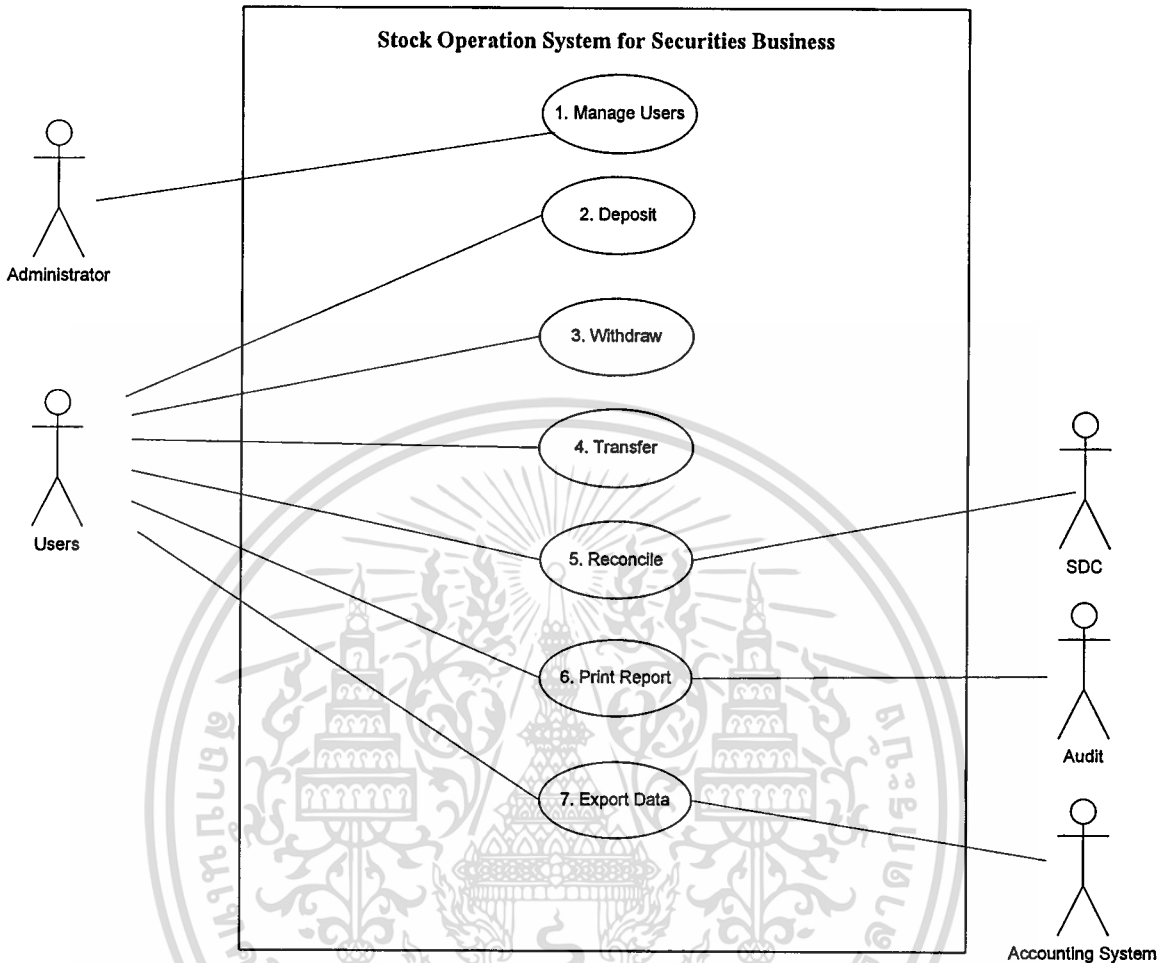 Stock Operation System for Securities Business
1. Manage Users
Administrator
2. Deposit
3. Withdraw
4. Transfer
Users
5. Reconcile
SDC
6. Print Report
Audit
7. Export Data
Accounting System